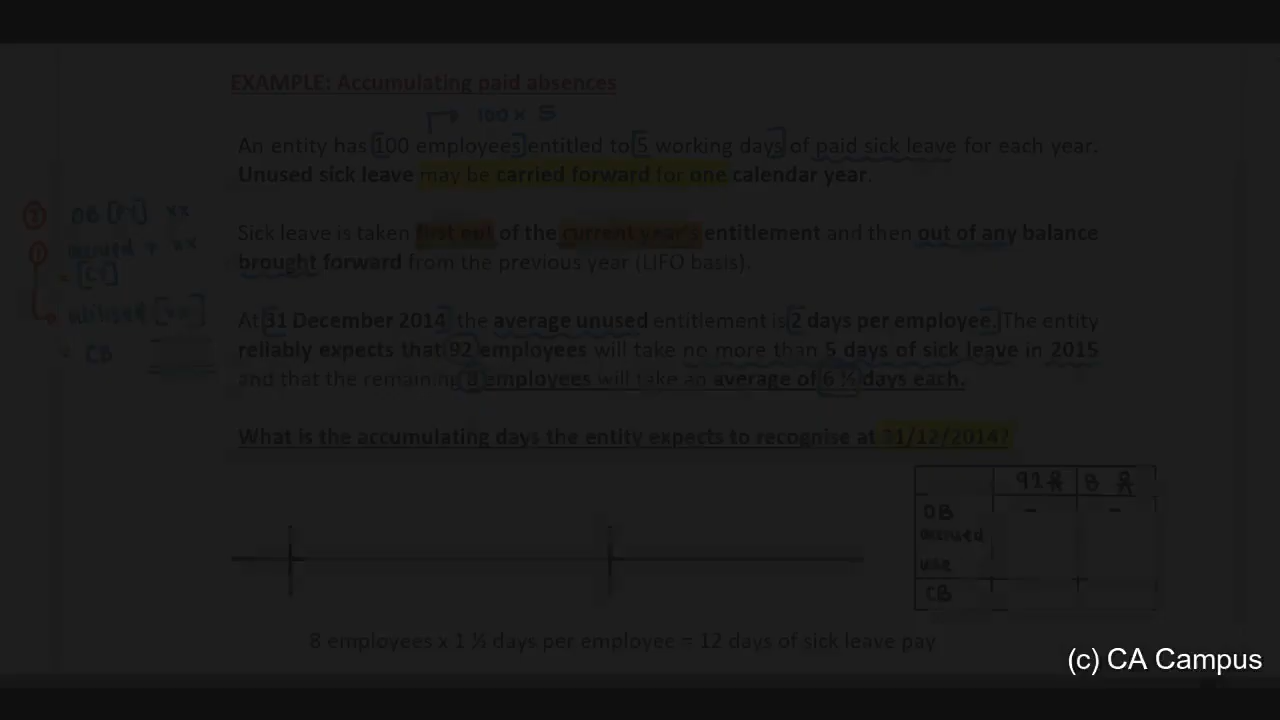 EXAMPLE: Accumulating paid absences
100 x 5
An entity has [100 employees] entitled to [5 working days] of paid sick leave for each year.
Unused sick leave may be carried forward for one calendar year.
Sick leave is taken first out of the current year's entitlement and then out of any balance
brought forward from the previous year (LIFO basis).
At [31 December 2014] the average unused entitlement is [2 days per employee.] The entity
reliably expects that 92 employees will take no more than 5 days of sick leave in 2015
and that the remaining 8 employees will take an average of 6 ½ days each.
What is the accumulating days the entity expects to recognise at 31/12/2014?
OB
CB
92 8
OB - -
accrued
use
CB
8 employees x 1 ½ days per employee = 12 days of sick leave pay
(c) CA Campus